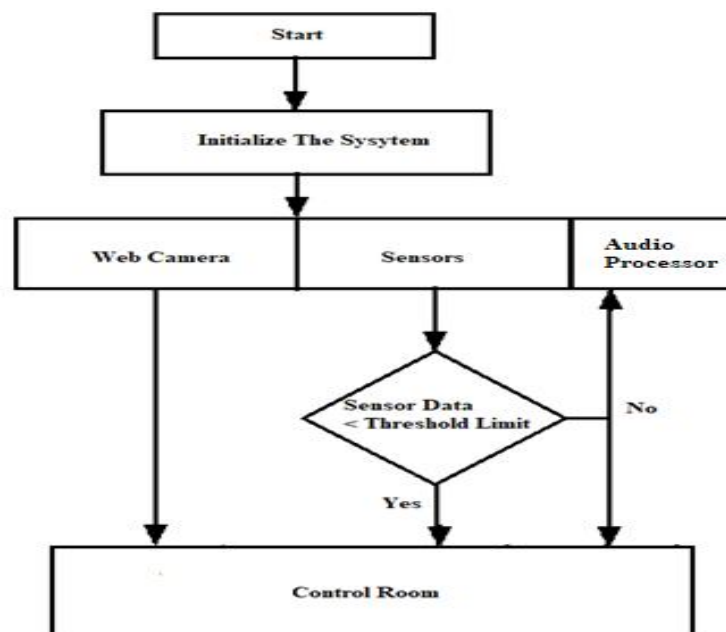 Start
Initialize The Sysytem
Web Camera
Sensors
Audio
Processor
Sensor Data
< Threshold Limit
No
Yes
Control Room